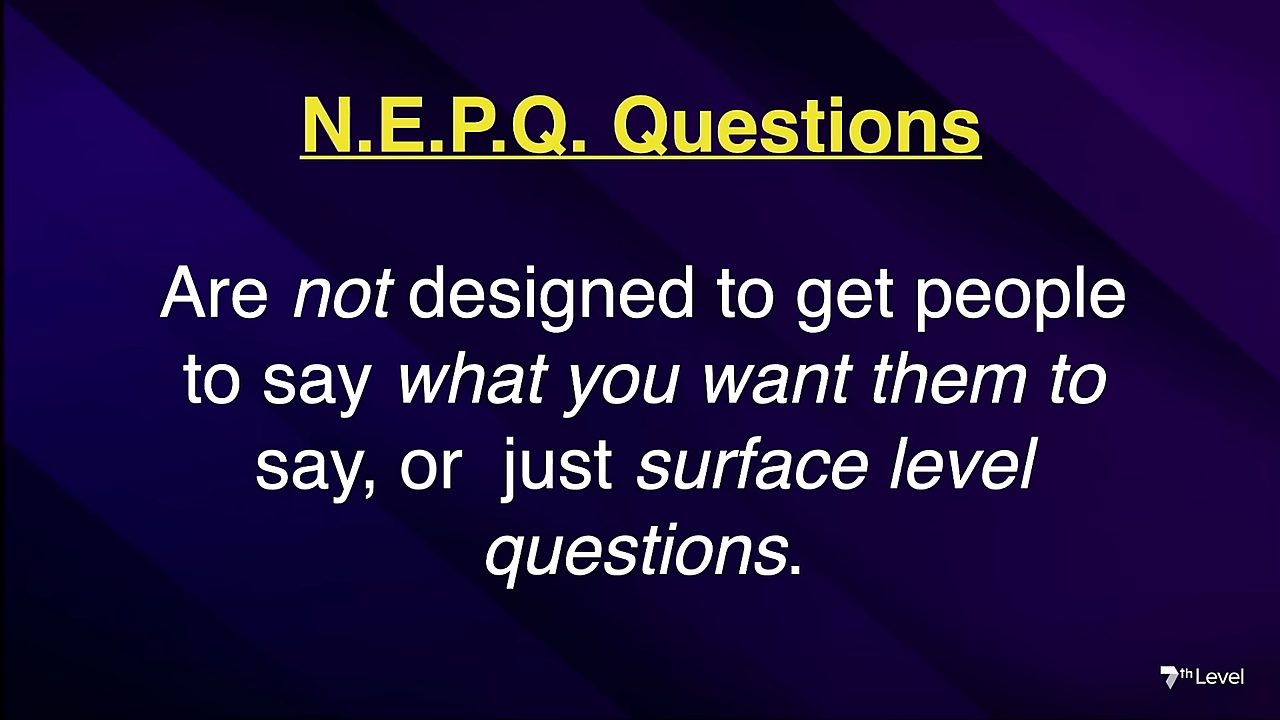 N.E.P.Q. Questions
Are not designed to get people
to say what you want them to
say, or  just surface level
questions.
7th Level